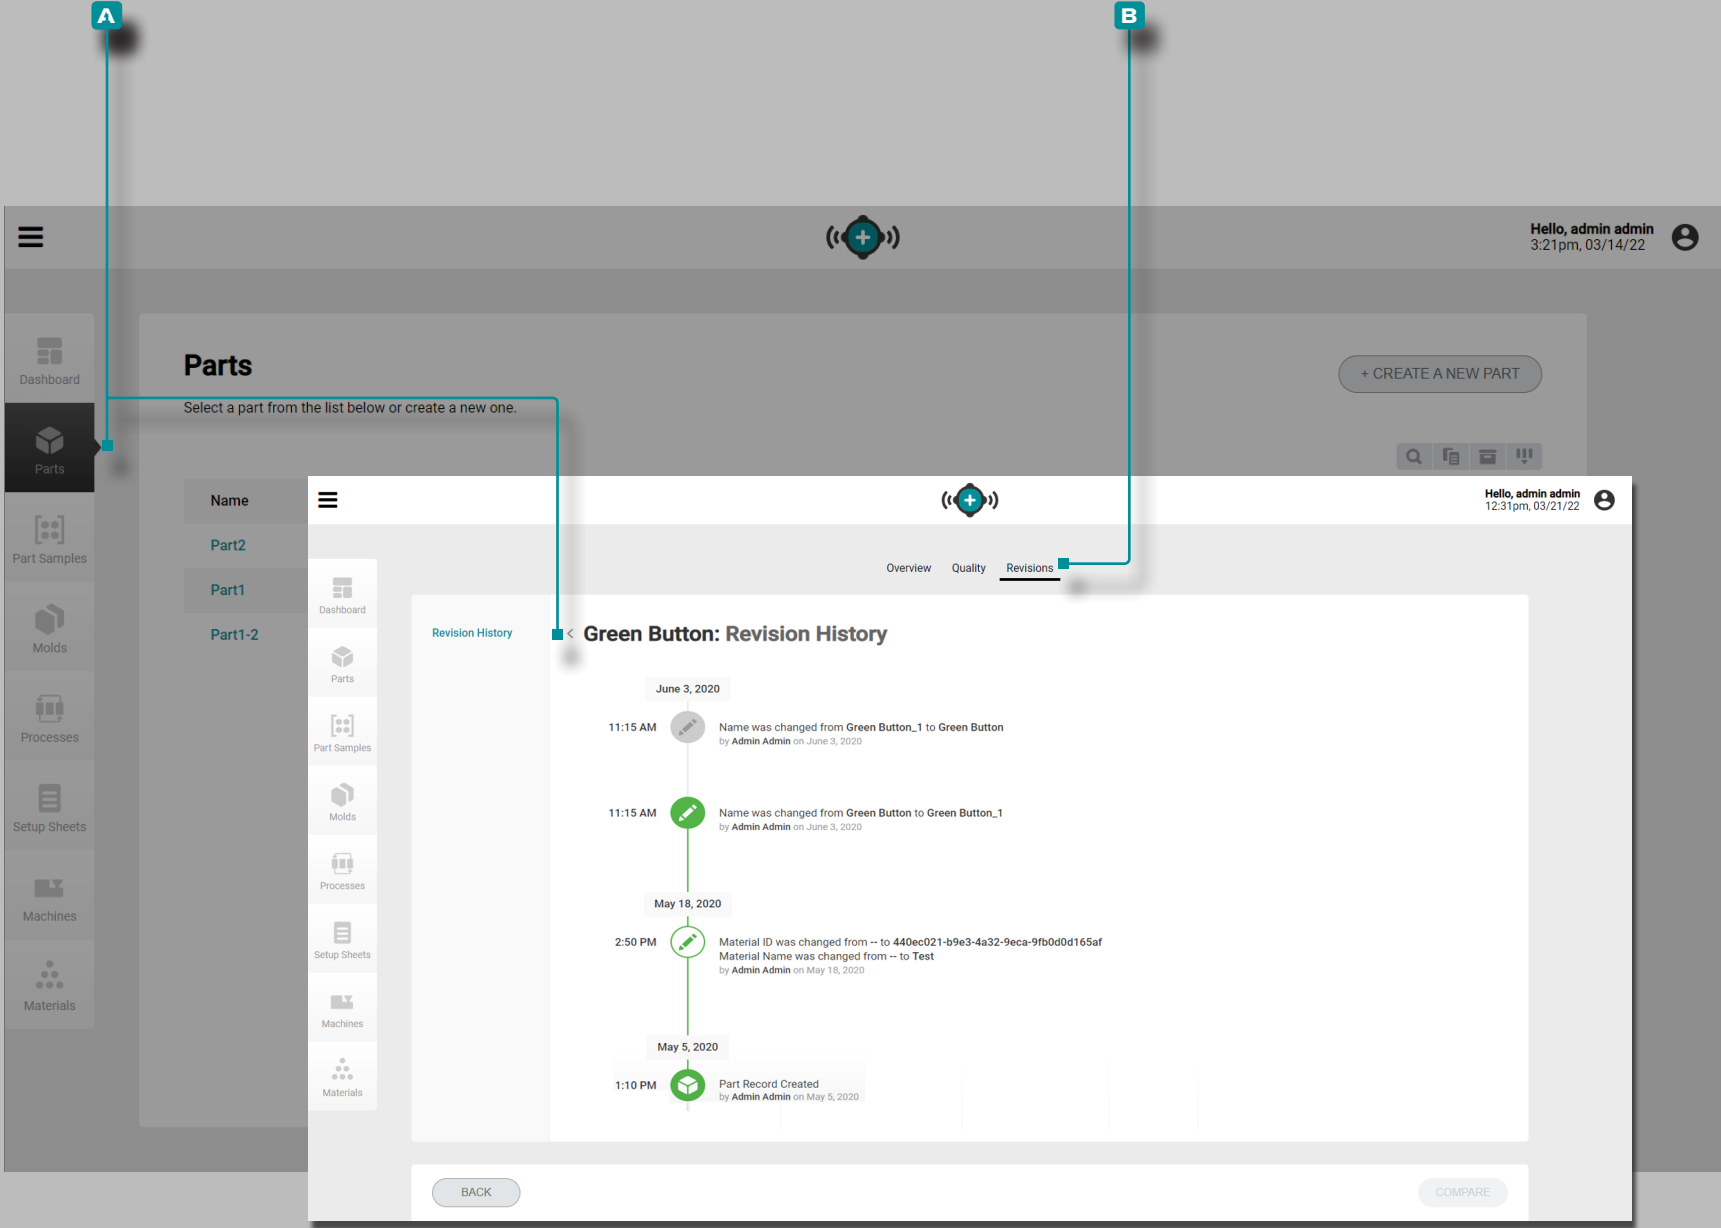 A
B
Hello, admin admin
3:21pm, 03/14/22
Dashboard
Parts
Part Samples
Molds
Processes
Setup Sheets
Machines
Materials
Parts
+ CREATE A NEW PART
Select a part from the list below or create a new one.
Name
Part2
Part1
Part1-2
Hello, admin admin
12:31pm, 03/21/22
Overview Quality Revisions
Dashboard
Parts
Part Samples
Molds
Processes
Setup Sheets
Machines
Materials
Revision History
< Green Button: Revision History
June 3, 2020
11:15 AM Name was changed from Green Button_1 to Green Button
by Admin Admin on June 3, 2020
11:15 AM Name was changed from Green Button to Green Button_1
by Admin Admin on June 3, 2020
May 18, 2020
2:50 PM Material ID was changed from -- to 440ec021-b9e3-4a32-9eca-9fb0d0d165af
Material Name was changed from -- to Test
by Admin Admin on May 18, 2020
May 5, 2020
1:10 PM Part Record Created
by Admin Admin on May 5, 2020
BACK
COMPARE